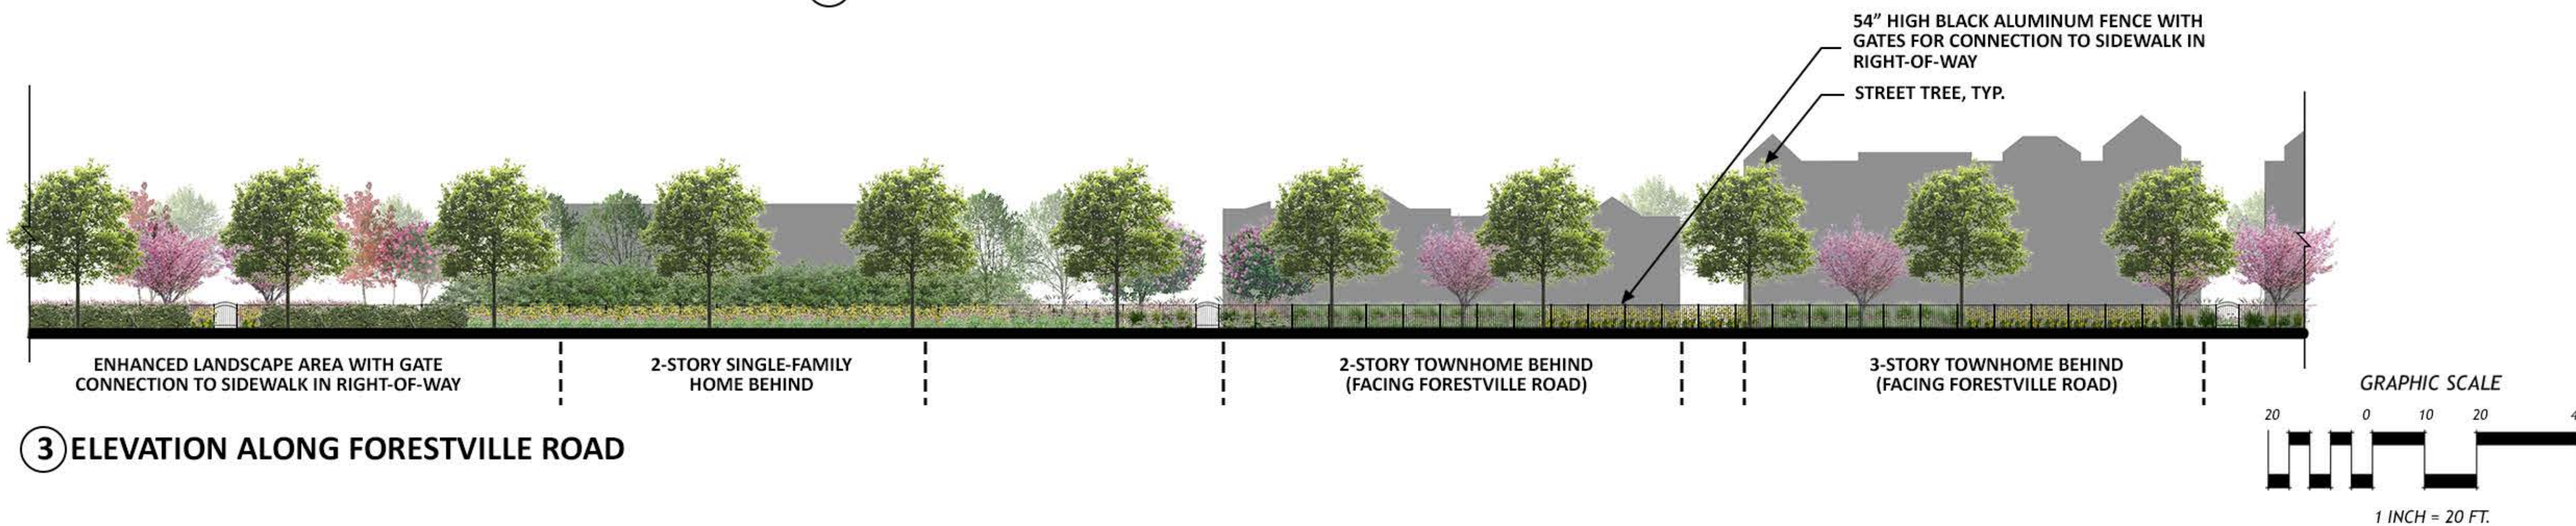 54” HIGH BLACK ALUMINUM FENCE WITH
GATES FOR CONNECTION TO SIDEWALK IN
RIGHT-OF-WAY
STREET TREE, TYP.
ENHANCED LANDSCAPE AREA WITH GATE
CONNECTION TO SIDEWALK IN RIGHT-OF-WAY
2-STORY SINGLE-FAMILY
HOME BEHIND
2-STORY TOWNHOME BEHIND
(FACING FORESTVILLE ROAD)
3-STORY TOWNHOME BEHIND
(FACING FORESTVILLE ROAD)
3 ELEVATION ALONG FORESTVILLE ROAD
GRAPHIC SCALE
20 0 10 20
1 INCH = 20 FT.